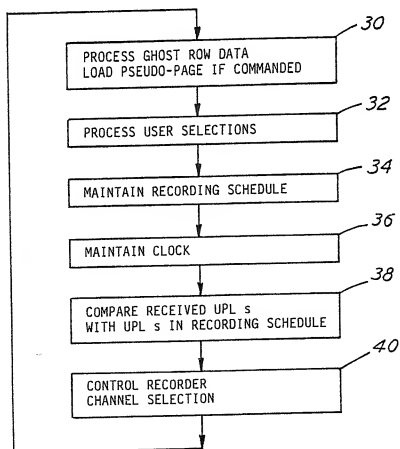 30
PROCESS GHOST ROW DATA
LOAD PSEUDO-PAGE IF COMMANDED
32
PROCESS USER SELECTIONS
34
MAINTAIN RECORDING SCHEDULE
36
MAINTAIN CLOCK
38
COMPARE RECEIVED UPL s
WITH UPL s IN RECORDING SCHEDULE
40
CONTROL RECORDER
CHANNEL SELECTION